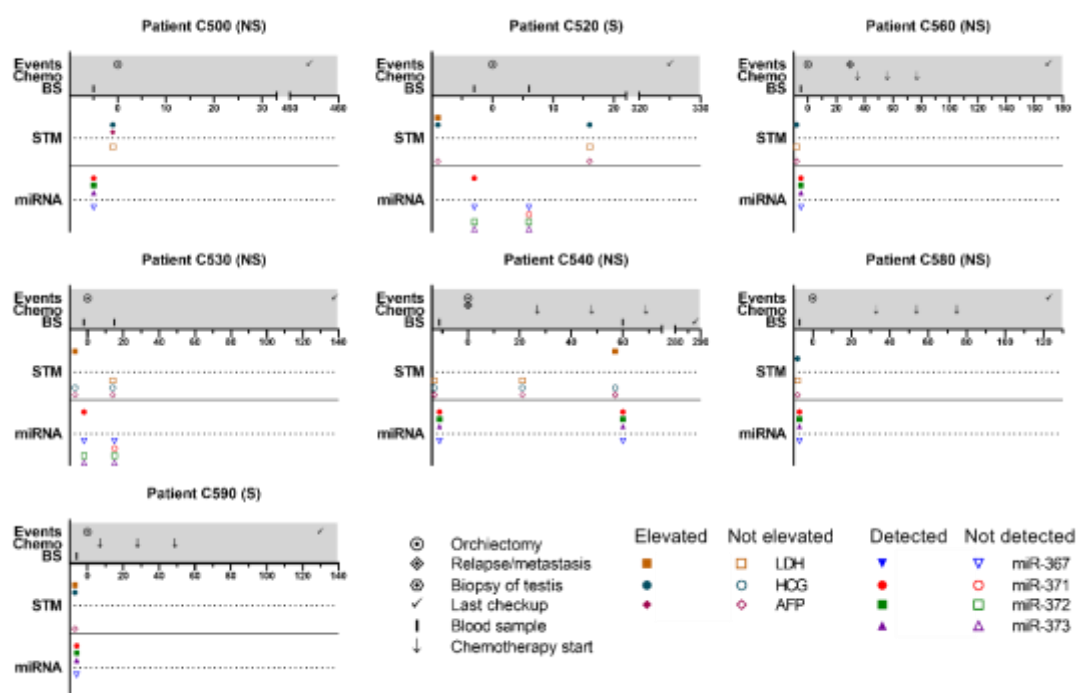 Patient C500 (NS)
Patient C520 (S)
Patient C560 (NS)
Events
Chemo
BS
0 10 20 30 450 460
STM
miRNA
Events
Chemo
BS
0 10 20 320 330
STM
miRNA
Events
Chemo
BS
0 20 40 60 80 100 120 140 160 180
STM
miRNA
Patient C530 (NS)
Patient C540 (NS)
Patient C580 (NS)
Events
Chemo
BS
0 20 40 60 80 100 120 140
STM
miRNA
Events
Chemo
BS
0 20 40 60 280 290
STM
miRNA
Events
Chemo
BS
0 20 40 60 80 100 120
STM
miRNA
Patient C590 (S)
Events
Chemo
BS
0 20 40 60 80 100 120 140
STM
miRNA
Orchiectomy
Relapse/metastasis
Biopsy of testis
Last checkup
Blood sample
Chemotherapy start
Elevated Not elevated
LDH
HCG
AFP
Detected Not detected
miR-367
miR-371
miR-372
miR-373